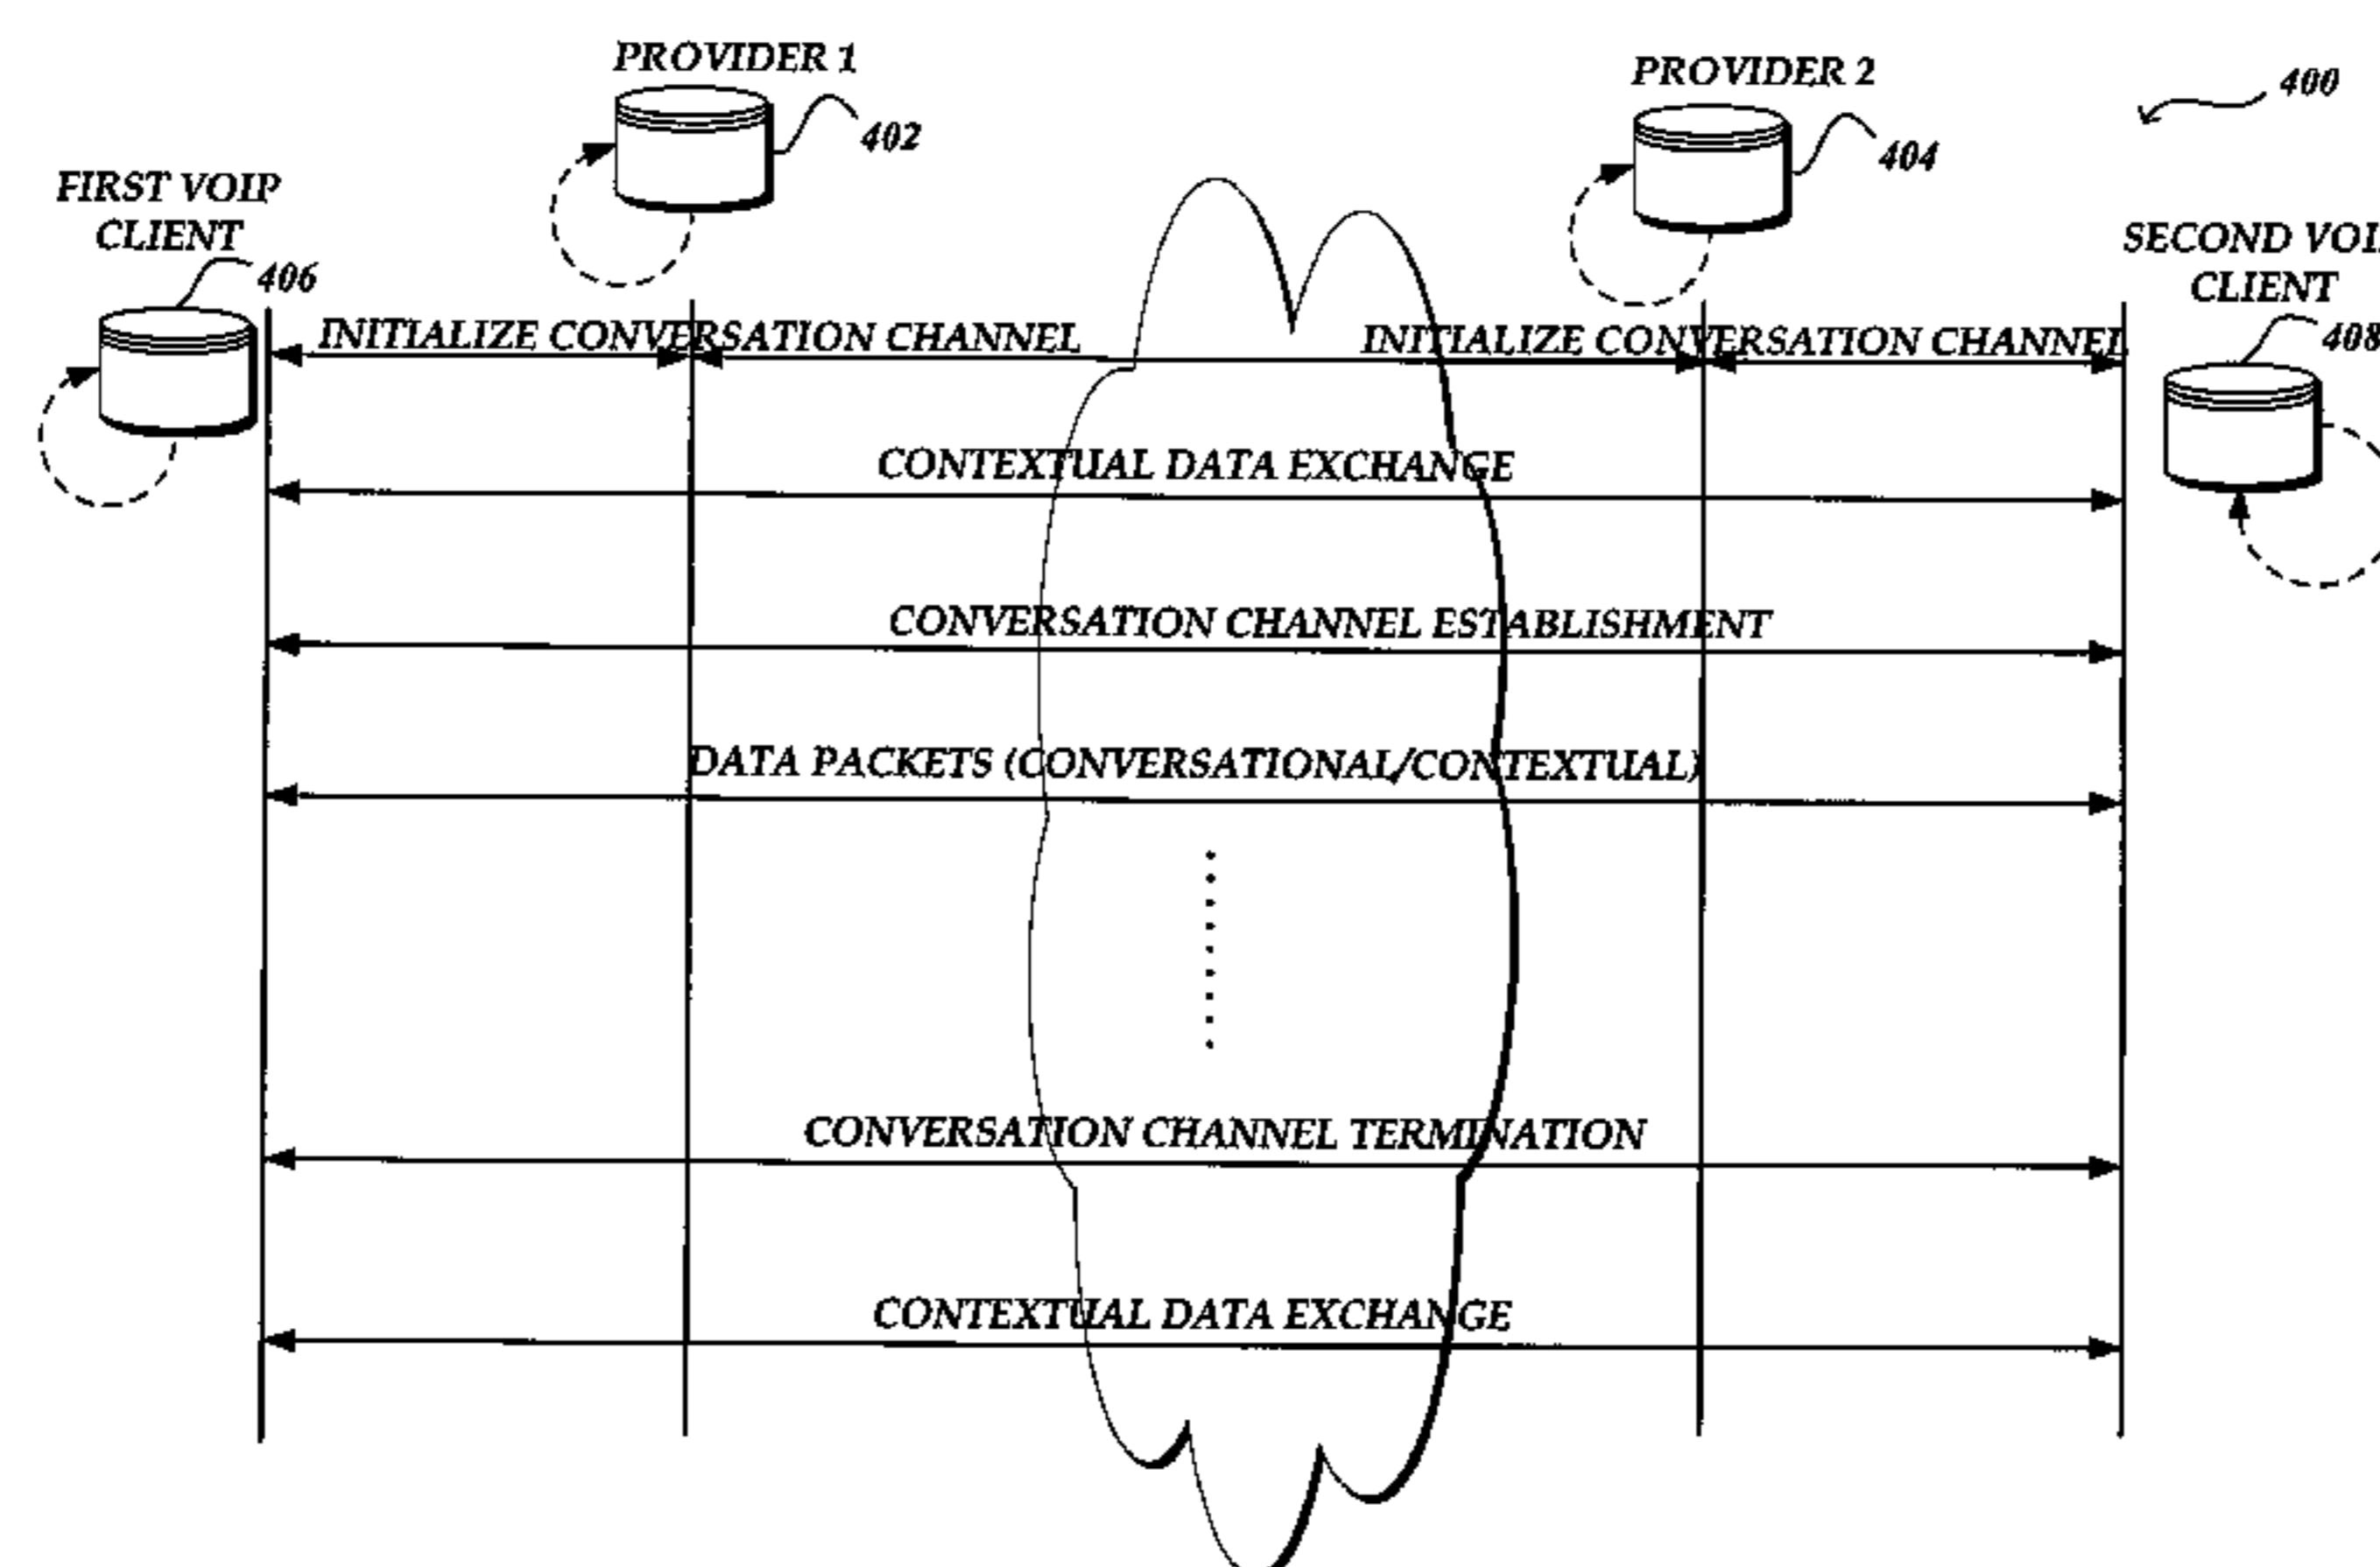 PROVIDER 1
PROVIDER 2
400
402
404
FIRST VOIP
CLIENT
406
SECOND VOI
CLIENT
408
INITIALIZE CONVERSATION CHANNEL
INITIALIZE CONVERSATION CHANNEL
CONTEXTUAL DATA EXCHANGE
CONVERSATION CHANNEL ESTABLISHMENT
DATA PACKETS (CONVERSATIONAL/CONTEXTUAL)
CONVERSATION CHANNEL TERMINATION
CONTEXTUAL DATA EXCHANGE